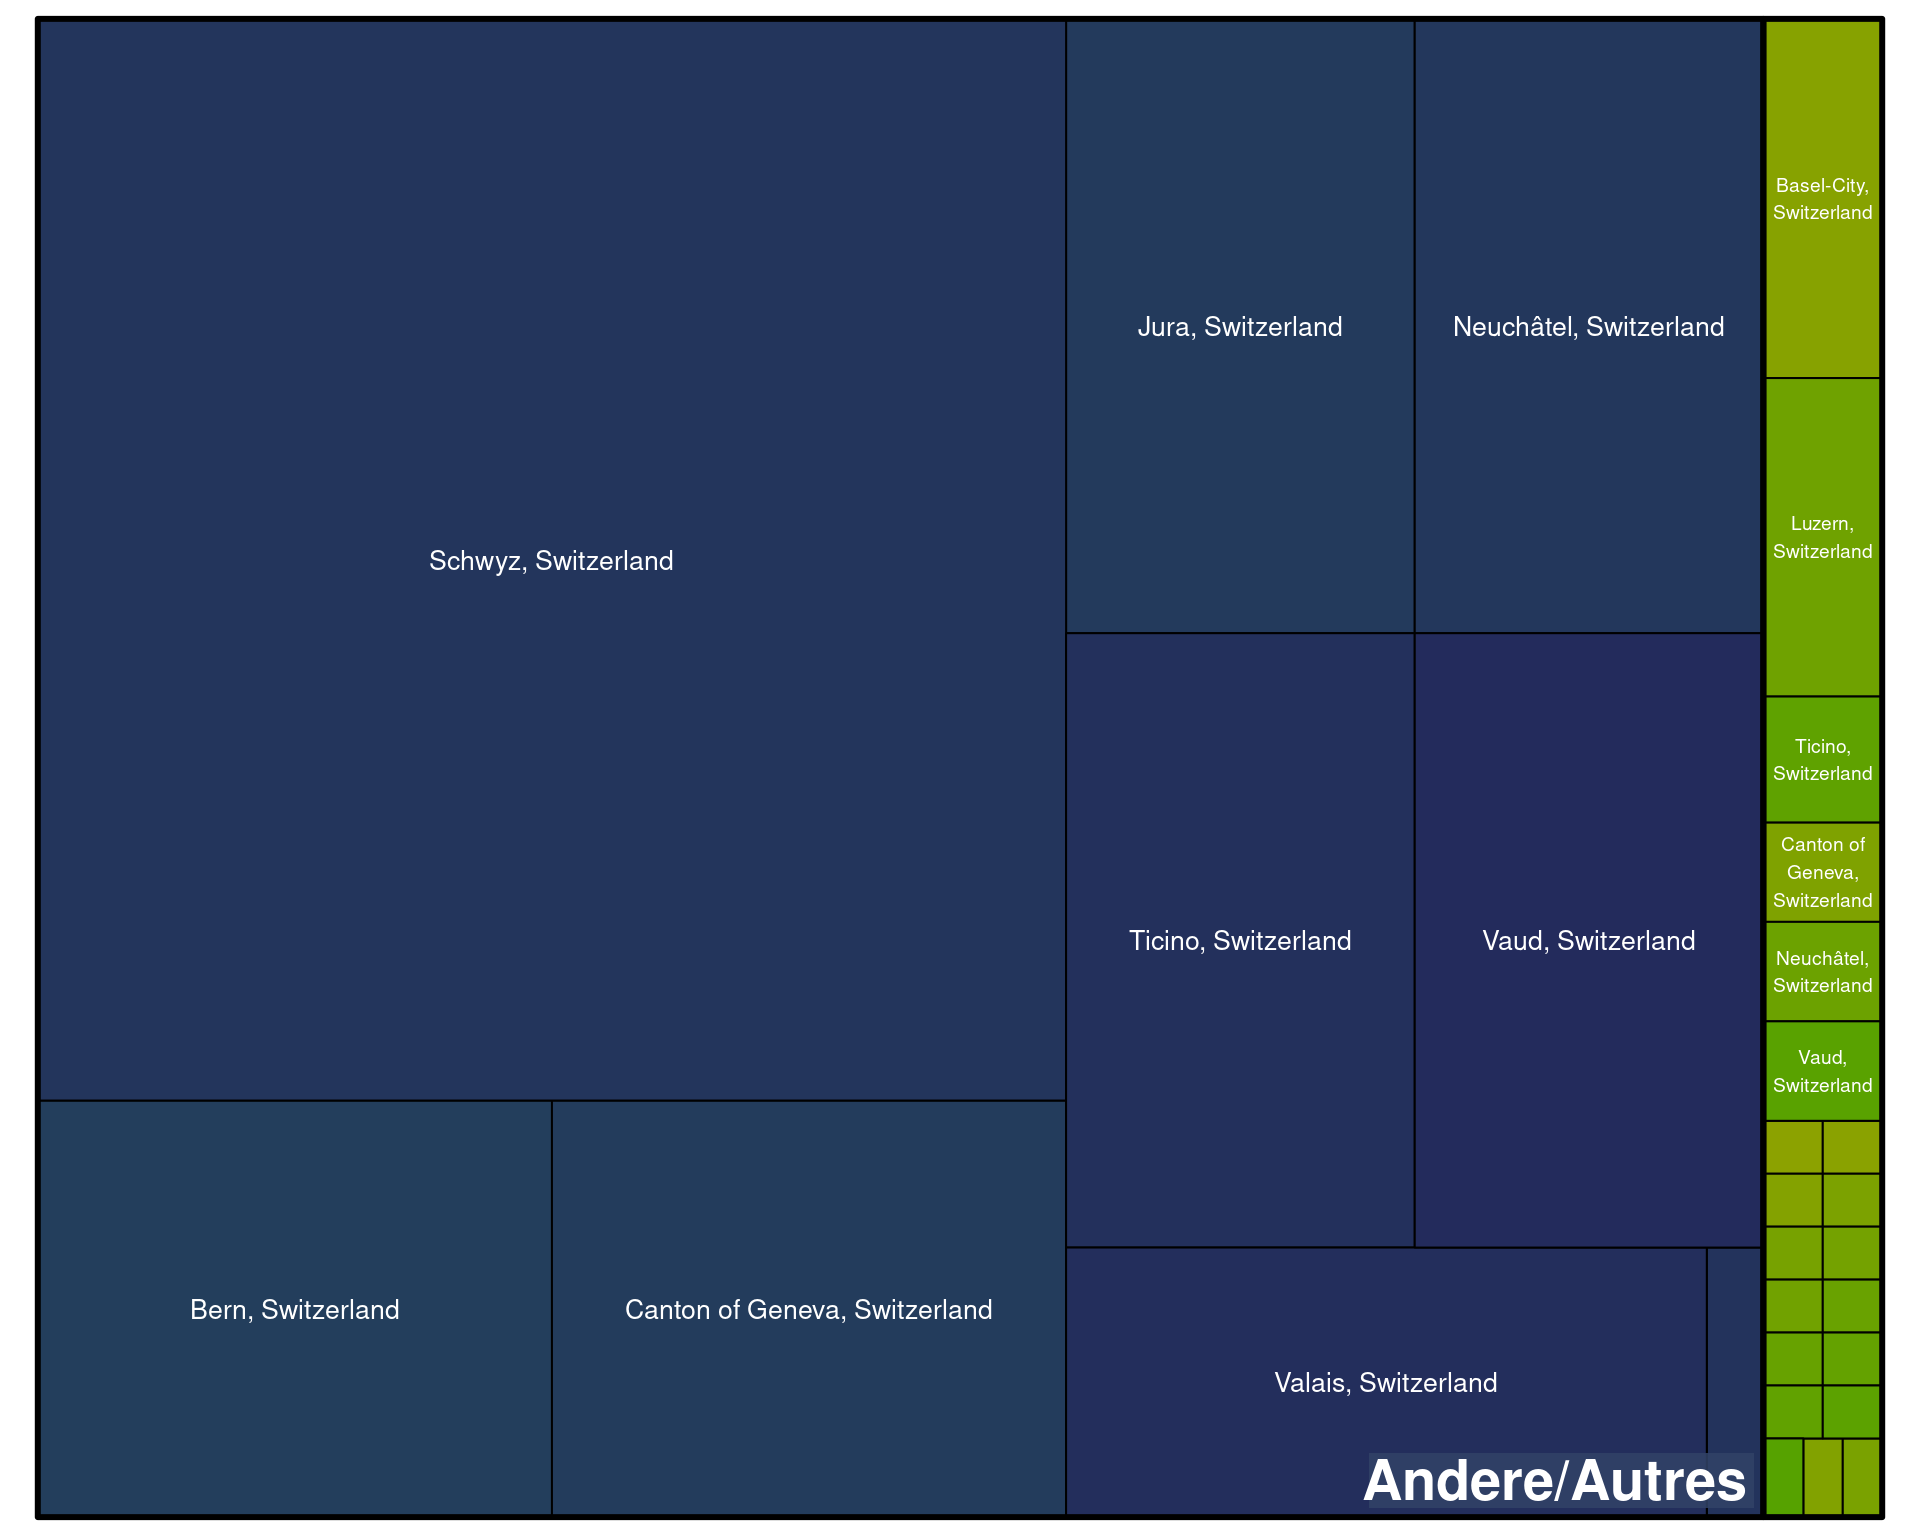 Schwyz, Switzerland
Jura, Switzerland
Neuchâtel, Switzerland
Ticino, Switzerland
Vaud, Switzerland
Bern, Switzerland
Canton of Geneva, Switzerland
Valais, Switzerland
Andere/Autres
Basel-City,
Switzerland
Luzern,
Switzerland
Ticino,
Switzerland
Canton of
Geneva,
Switzerland
Neuchâtel,
Switzerland
Vaud,
Switzerland